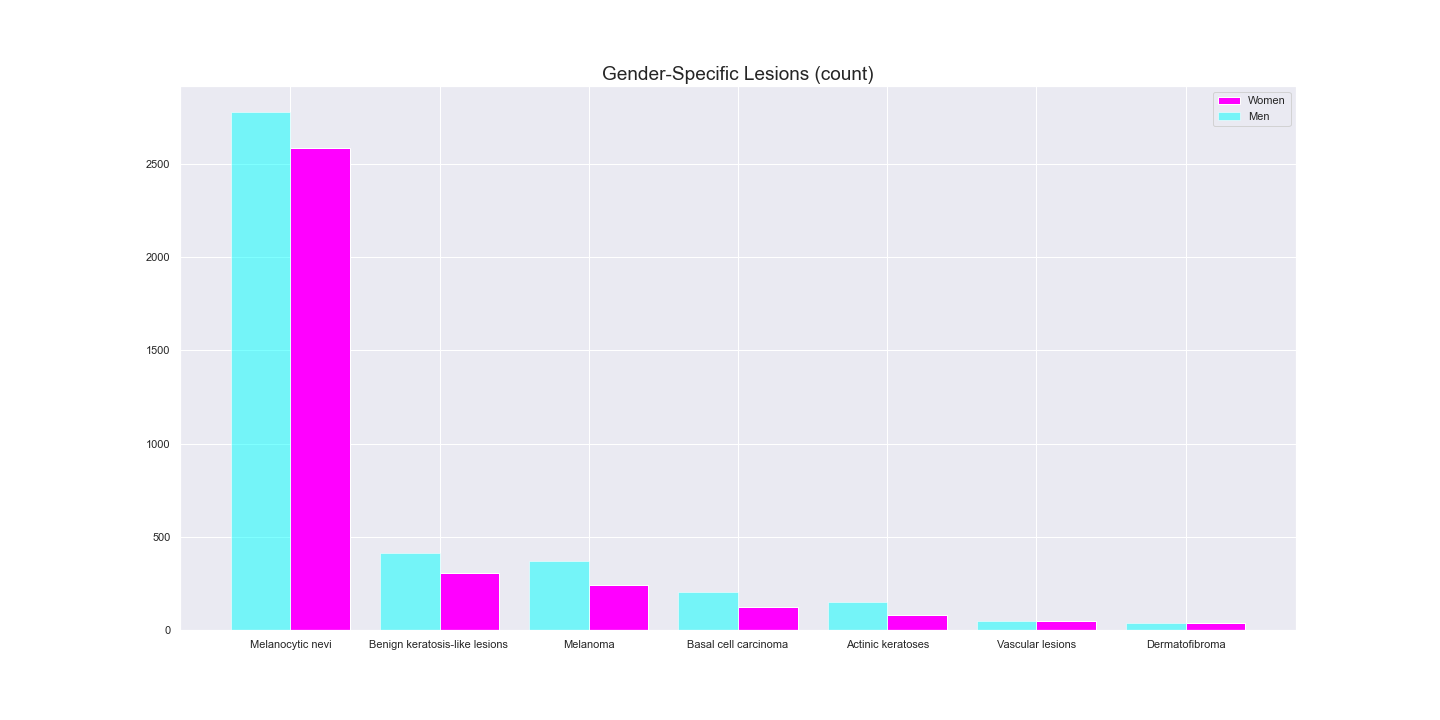 Gender-Specific Lesions (count)
Women
Men
2500
2000
1500
1000
500
0
Melanocytic nevi
Benign keratosis-like lesions
Melanoma
Basal cell carcinoma
Actinic keratoses
Vascular lesions
Dermatofibroma